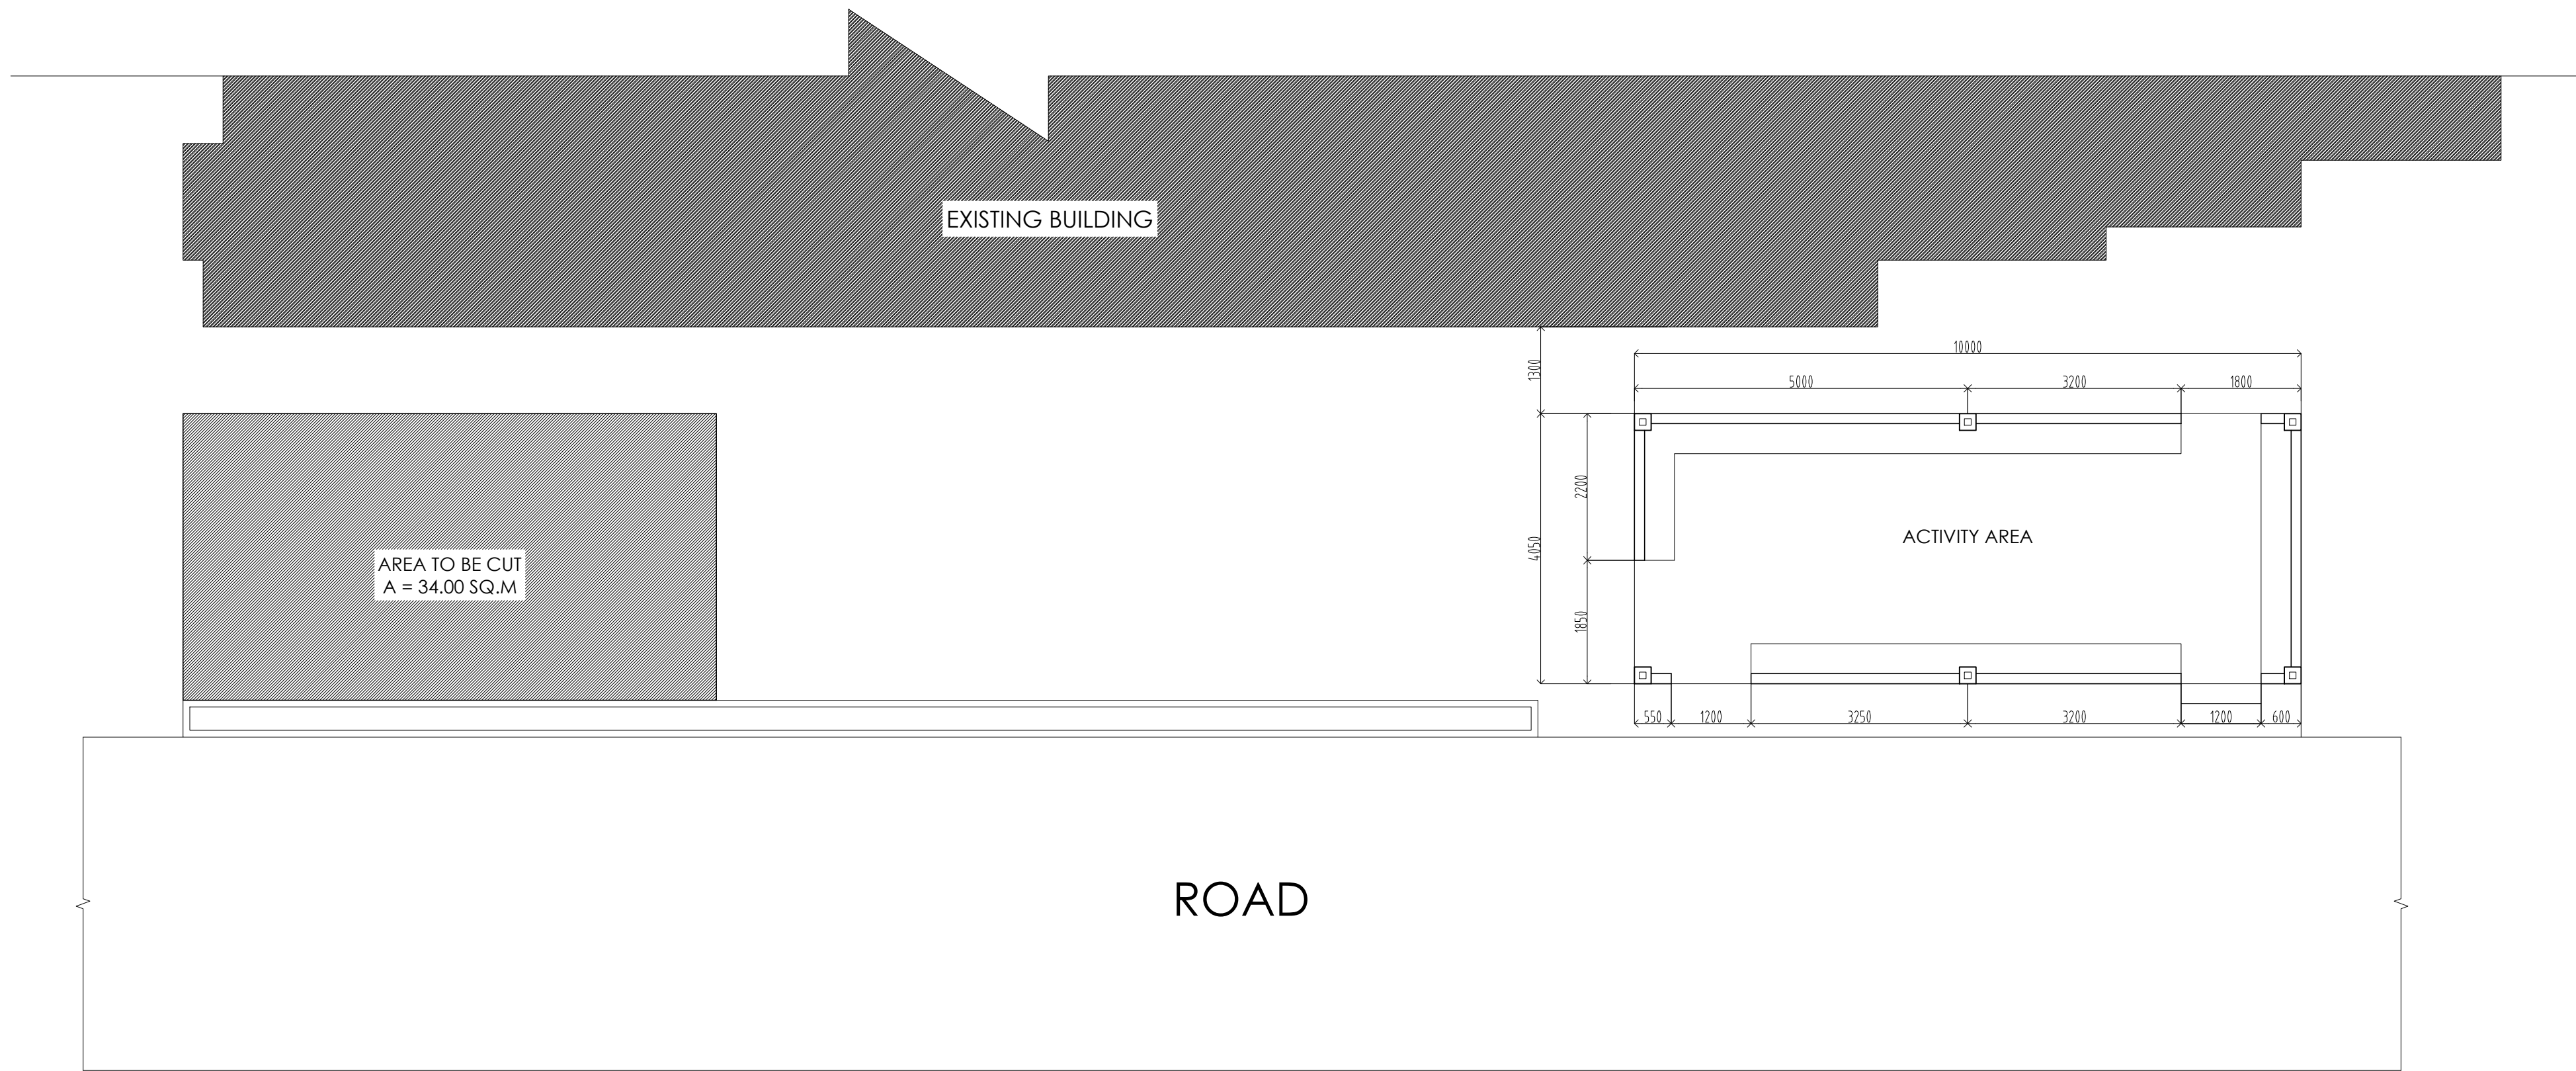 EXISTING BUILDING
10000
1300
5000
3200
1800
2200
4050
ACTIVITY AREA
AREA TO BE CUT
A = 34.00 SQ.M
1850
550
1200
3250
3200
1200
600
ROAD